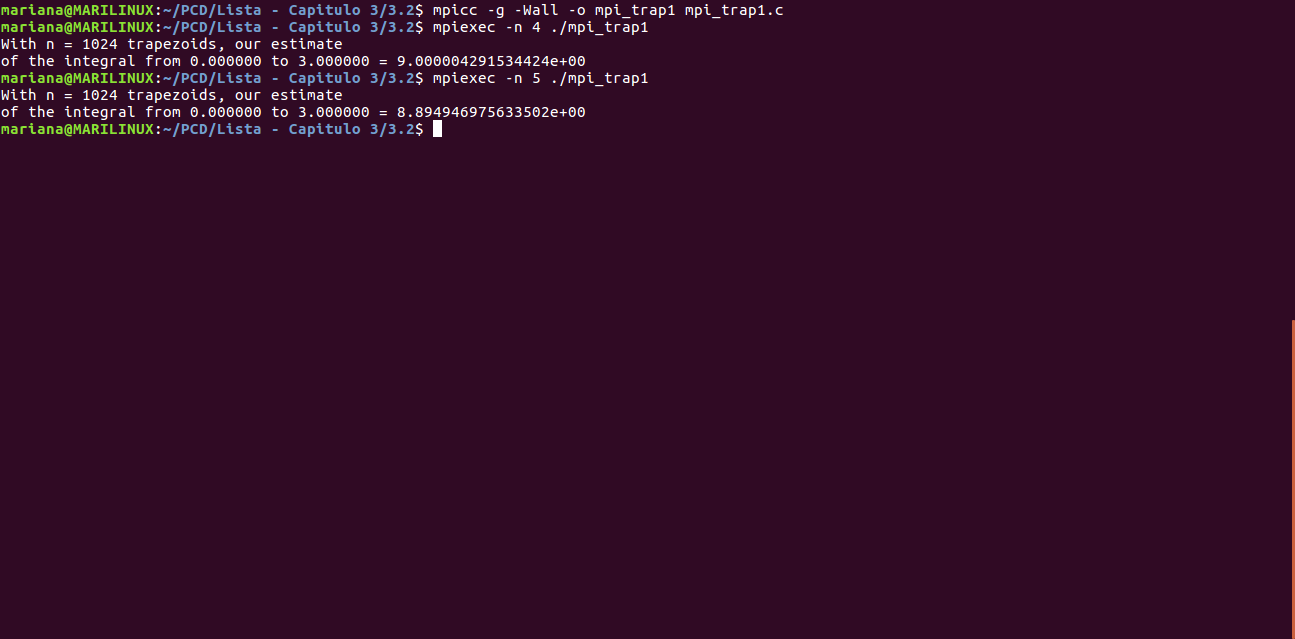 mariana@MARILINUX:~/PCD/Lista - Capitulo 3/3.2$ mpicc -g -Wall -o mpi_trap1 mpi_trap1.c
mariana@MARILINUX:~/PCD/Lista - Capitulo 3/3.2$ mpiexec -n 4 ./mpi_trap1
With n = 1024 trapezoids, our estimate
of the integral from 0.000000 to 3.000000 = 9.000004291534424e+00
mariana@MARILINUX:~/PCD/Lista - Capitulo 3/3.2$ mpiexec -n 5 ./mpi_trap1
With n = 1024 trapezoids, our estimate
of the integral from 0.000000 to 3.000000 = 8.894946975633502e+00
mariana@MARILINUX:~/PCD/Lista - Capitulo 3/3.2$